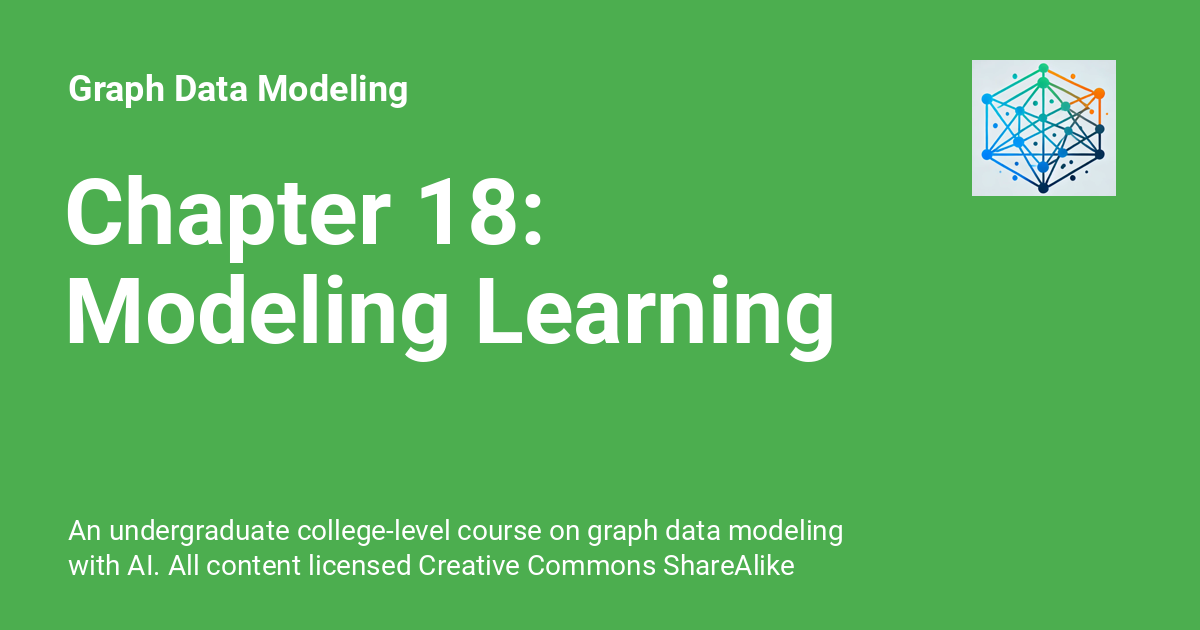 Graph Data Modeling
Chapter 18:
Modeling Learning
An undergraduate college-level course on graph data modeling
with AI. All content licensed Creative Commons ShareAlike